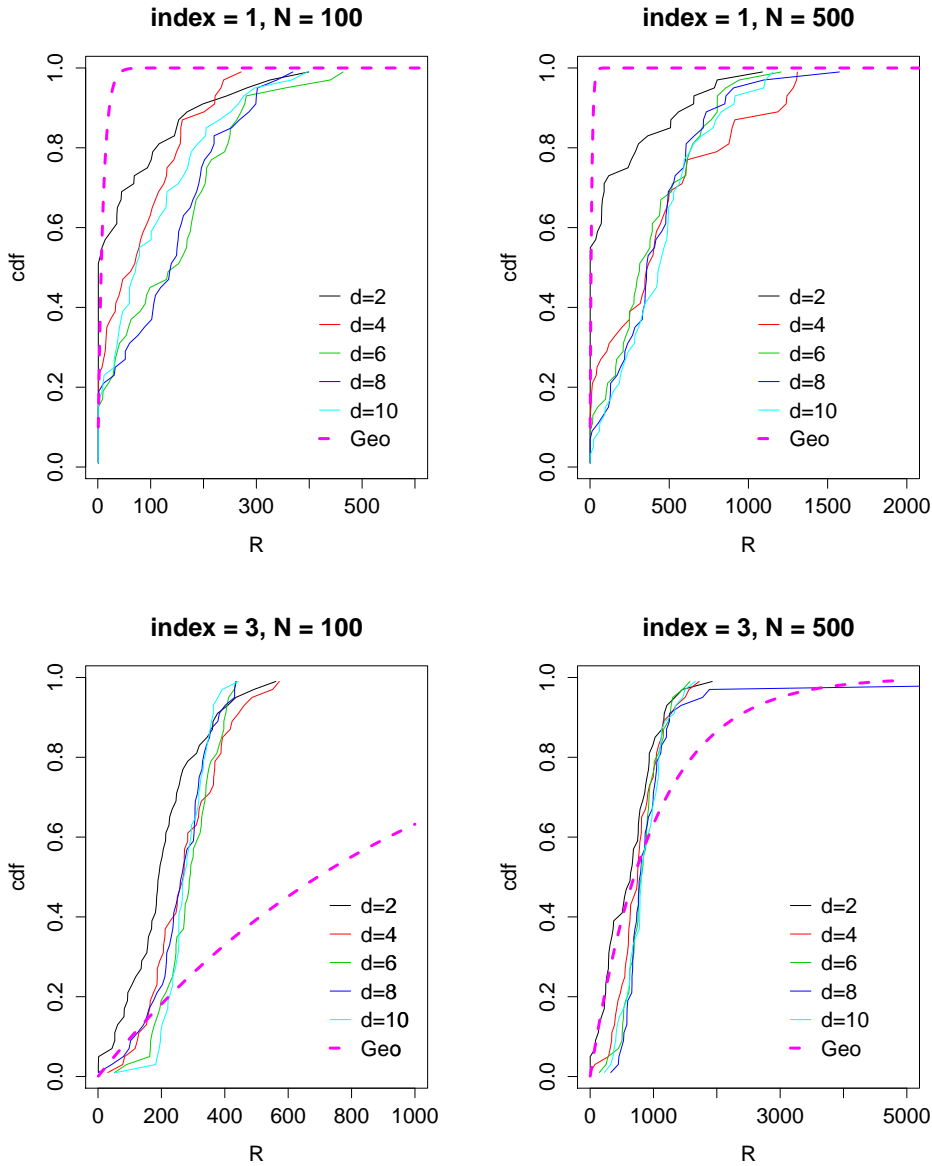 index = 1, N = 100
cdf
0.0 0.2 0.4 0.6 0.8 1.0
d=2
d=4
d=6
d=8
d=10
Geo
0 100 300 500
R
index = 1, N = 500
cdf
0.0 0.2 0.4 0.6 0.8 1.0
d=2
d=4
d=6
d=8
d=10
Geo
0 500 1000 1500 2000
R
index = 3, N = 100
cdf
0.0 0.2 0.4 0.6 0.8 1.0
d=2
d=4
d=6
d=8
d=10
Geo
0 200 400 600 800 1000
R
index = 3, N = 500
cdf
0.0 0.2 0.4 0.6 0.8 1.0
d=2
d=4
d=6
d=8
d=10
Geo
0 1000 3000 5000
R